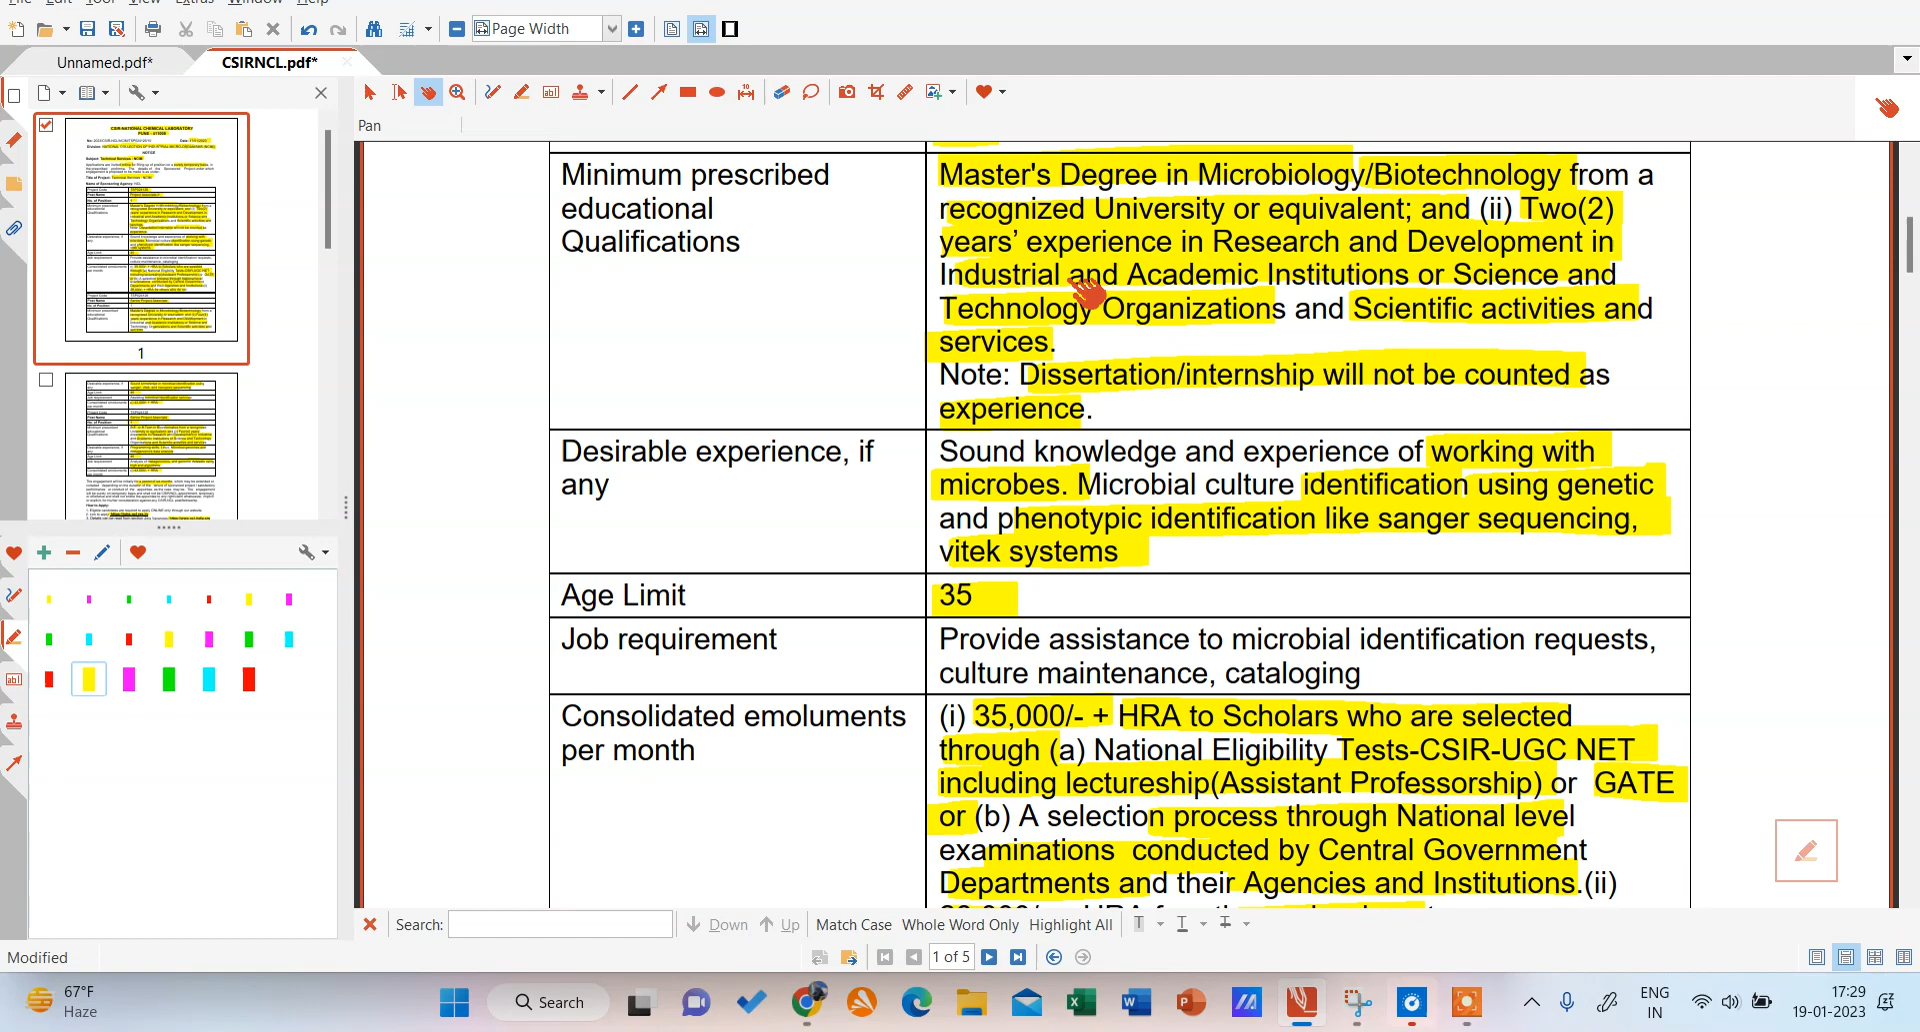 File Edit Tool View Extras Window Help
Page Width
Unnamed.pdf*
CSIRNCL.pdf*
Pan
1
Minimum prescribed
educational
Qualifications
Master's Degree in Microbiology/Biotechnology from a
recognized University or equivalent; and (ii) Two(2)
years’ experience in Research and Development in
Industrial and Academic Institutions or Science and
Technology Organizations and Scientific activities and
services.
Note: Dissertation/internship will not be counted as
experience.
Desirable experience, if
any
Sound knowledge and experience of working with
microbes. Microbial culture identification using genetic
and phenotypic identification like sanger sequencing,
vitek systems
Age Limit
35
Job requirement
Provide assistance to microbial identification requests,
culture maintenance, cataloging
Consolidated emoluments
per month
(i) 35,000/- + HRA to Scholars who are selected
through (a) National Eligibility Tests-CSIR-UGC NET
including lectureship(Assistant Professorship) or GATE
or (b) A selection process through National level
examinations conducted by Central Government
Departments and their Agencies and Institutions.(ii)
Search:
Down
Up
Match Case
Whole Word Only
Highlight All
Modified
1 of 5
67°F
Haze
Search
ENG
IN
17:29
19-01-2023